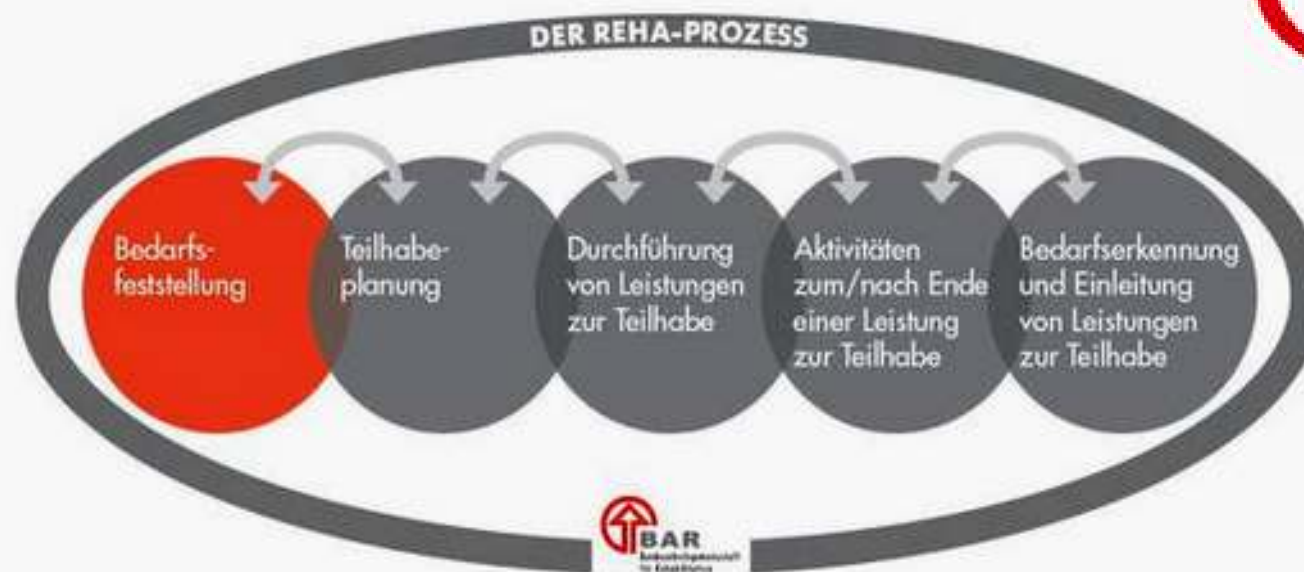 DER REHA-PROZESS
Bedarfs-
feststellung
Teilhabe-
planung
Durchführung
von Leistungen
zur Teilhabe
Aktivitäten
zum/nach Ende
einer Leistung
zur Teilhabe
Bedarfserkennung
und Einleitung
von Leistungen
zur Teilhabe
BAR